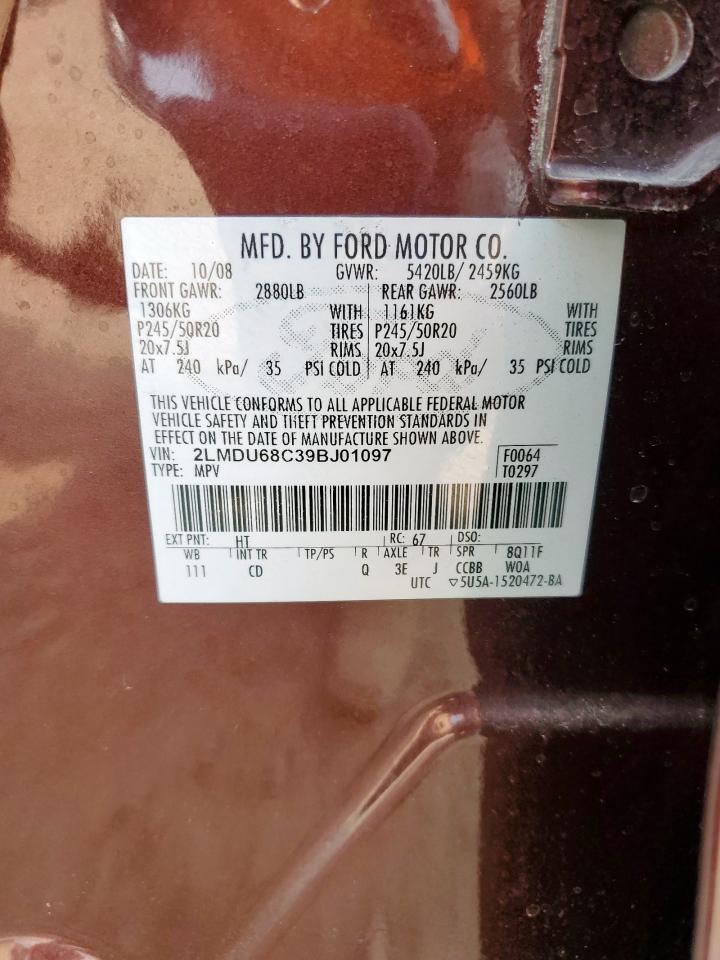 MFD. BY FORD MOTOR CO.
DATE: 10/08 GVWR: 5420LB/ 2459KG
FRONT GAWR: 2880LB REAR GAWR: 2560LB
1306KG WITH 1161KG WITH
P245/50R20 TIRES P245/50R20 TIRES
20x7.5J RIMS 20x7.5J RIMS
AT 240 kPa/ 35 PSI COLD AT 240 kPa/ 35 PSI COLD
THIS VEHICLE CONFORMS TO ALL APPLICABLE FEDERAL MOTOR
VEHICLE SAFETY AND THEFT PREVENTION STANDARDS IN
EFFECT ON THE DATE OF MANUFACTURE SHOWN ABOVE.
VIN: 2LMDU68C39BJ01097 F0064
TYPE: MPV T0297
EXT PNT: HT RC: 67 DSO:
WB INT TR TP/PS R AXLE TR SPR 8Q11F
111 CD Q 3E J CCBB WOA
UTC ▽5U5A-1520472-BA